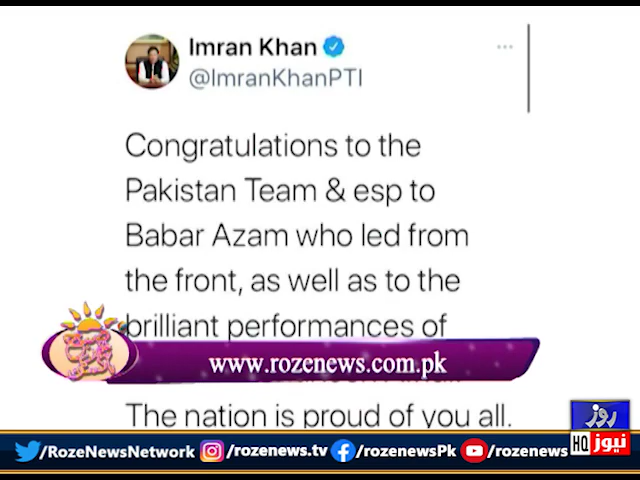 Imran Khan
@ImranKhanPTI
Congratulations to the
Pakistan Team & esp to
Babar Azam who led from
the front, as well as to the
brilliant performances of
www.rozenews.com.pk
The nation is proud of you all.
روز
HQ نیوز
/RozeNewsNetwork /rozenews.tv /rozenewsPk /rozenews